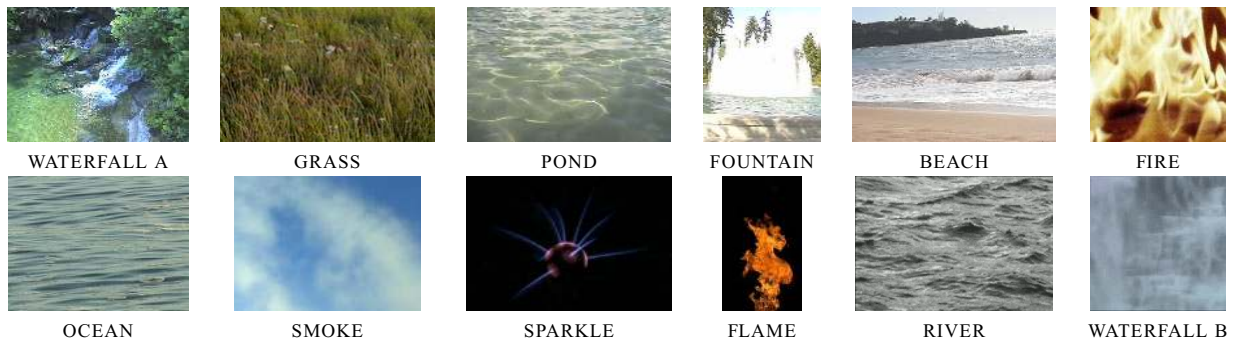 WATERFALL A GRASS POND FOUNTAIN BEACH FIRE
OCEAN SMOKE SPARKLE FLAME RIVER WATERFALL B